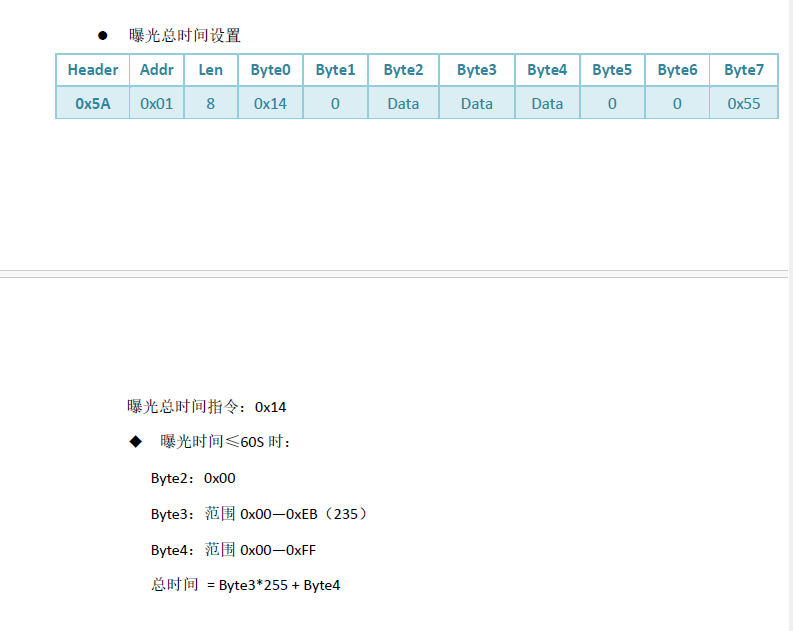 ● 曝光总时间设置
Header Addr Len Byte0 Byte1 Byte2 Byte3 Byte4 Byte5 Byte6 Byte7
0x5A 0x01 8 0x14 0 Data Data Data 0 0 0x55
曝光总时间指令：0x14
◆ 曝光时间≤60S 时：
Byte2：0x00
Byte3：范围 0x00—0xEB（235）
Byte4：范围 0x00—0xFF
总时间 = Byte3*255 + Byte4